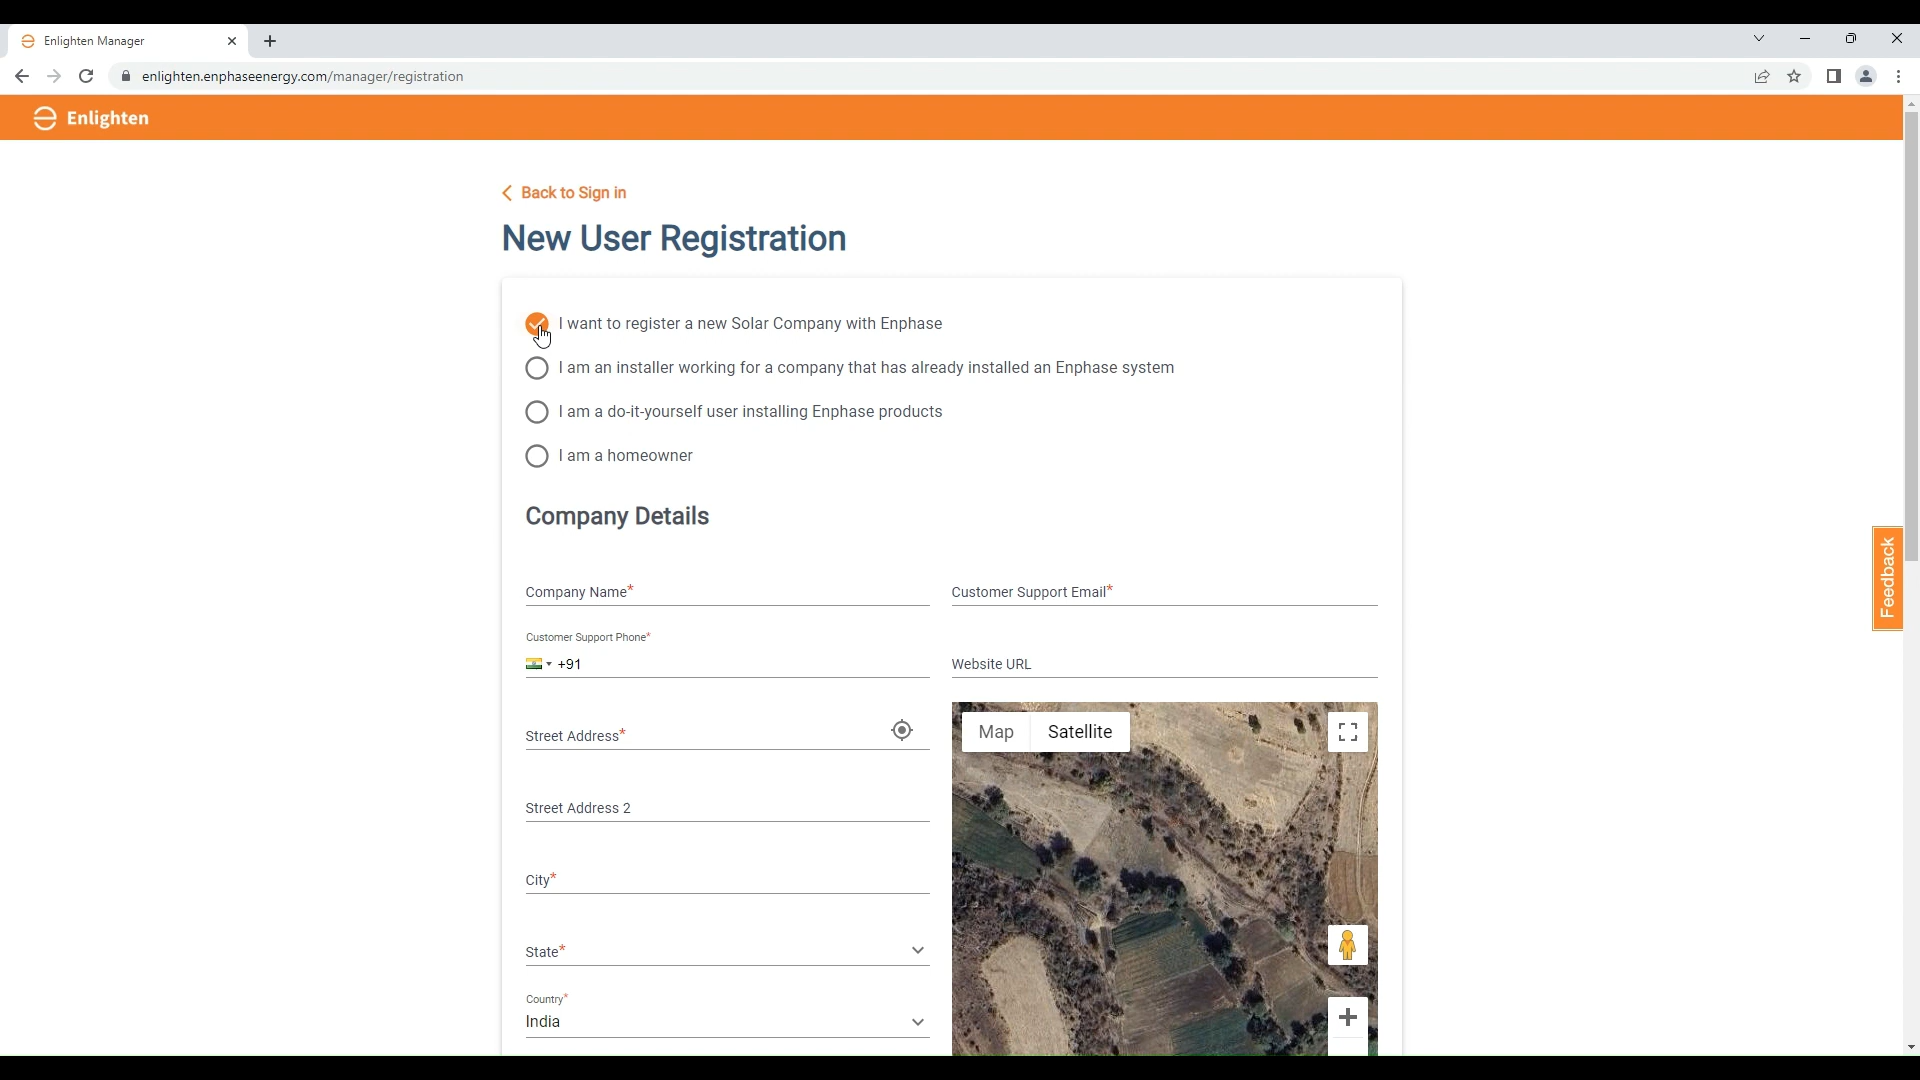 Enlighten Manager
enlighten.enphaseenergy.com/manager/registration
Enlighten
Back to Sign in
New User Registration
I want to register a new Solar Company with Enphase
I am an installer working for a company that has already installed an Enphase system
I am a do-it-yourself user installing Enphase products
I am a homeowner
Company Details
Company Name*
Customer Support Email*
Customer Support Phone*
+91
Website URL
Street Address*
Map Satellite
Street Address 2
City*
State*
Country*
India
Feedback